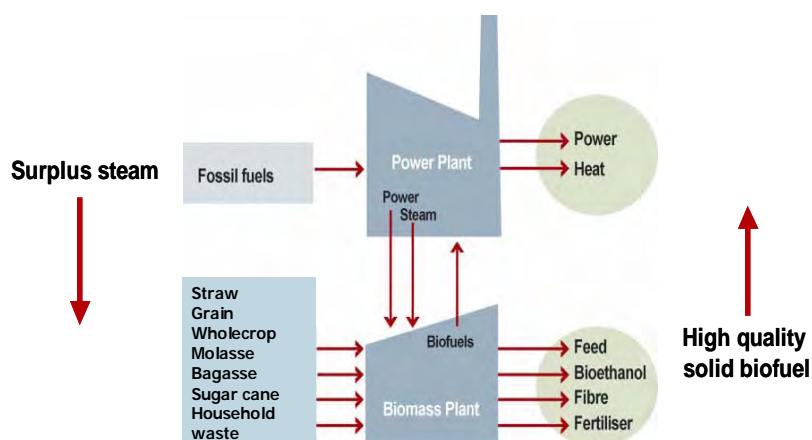 Surplus steam
Fossil fuels
Power Plant
Power
Steam
Power
Heat
Straw
Grain
Wholecrop
Molasse
Bagasse
Sugar cane
Household
waste
Biofuels
Biomass Plant
Feed
Bioethanol
Fibre
Fertiliser
High quality
solid biofuel